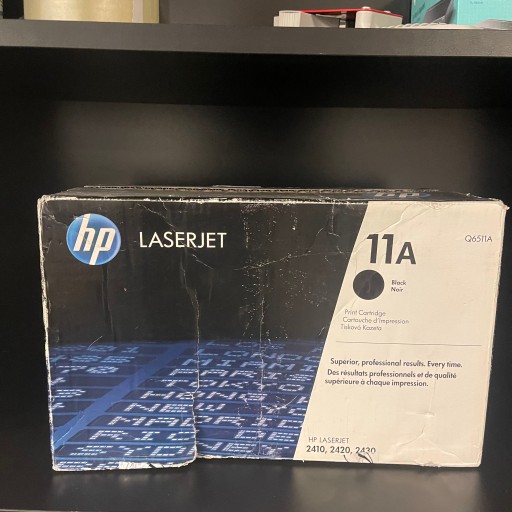 hp LASERJET
11A
Q6511A
Black
Noir
Print Cartridge
Cartouche d'impression
Tisková Kazeta
Superior, professional results. Every time.
Des résultats professionnels et de qualité
supérieure à chaque impression.
HP LASERJET
2410, 2420, 2430